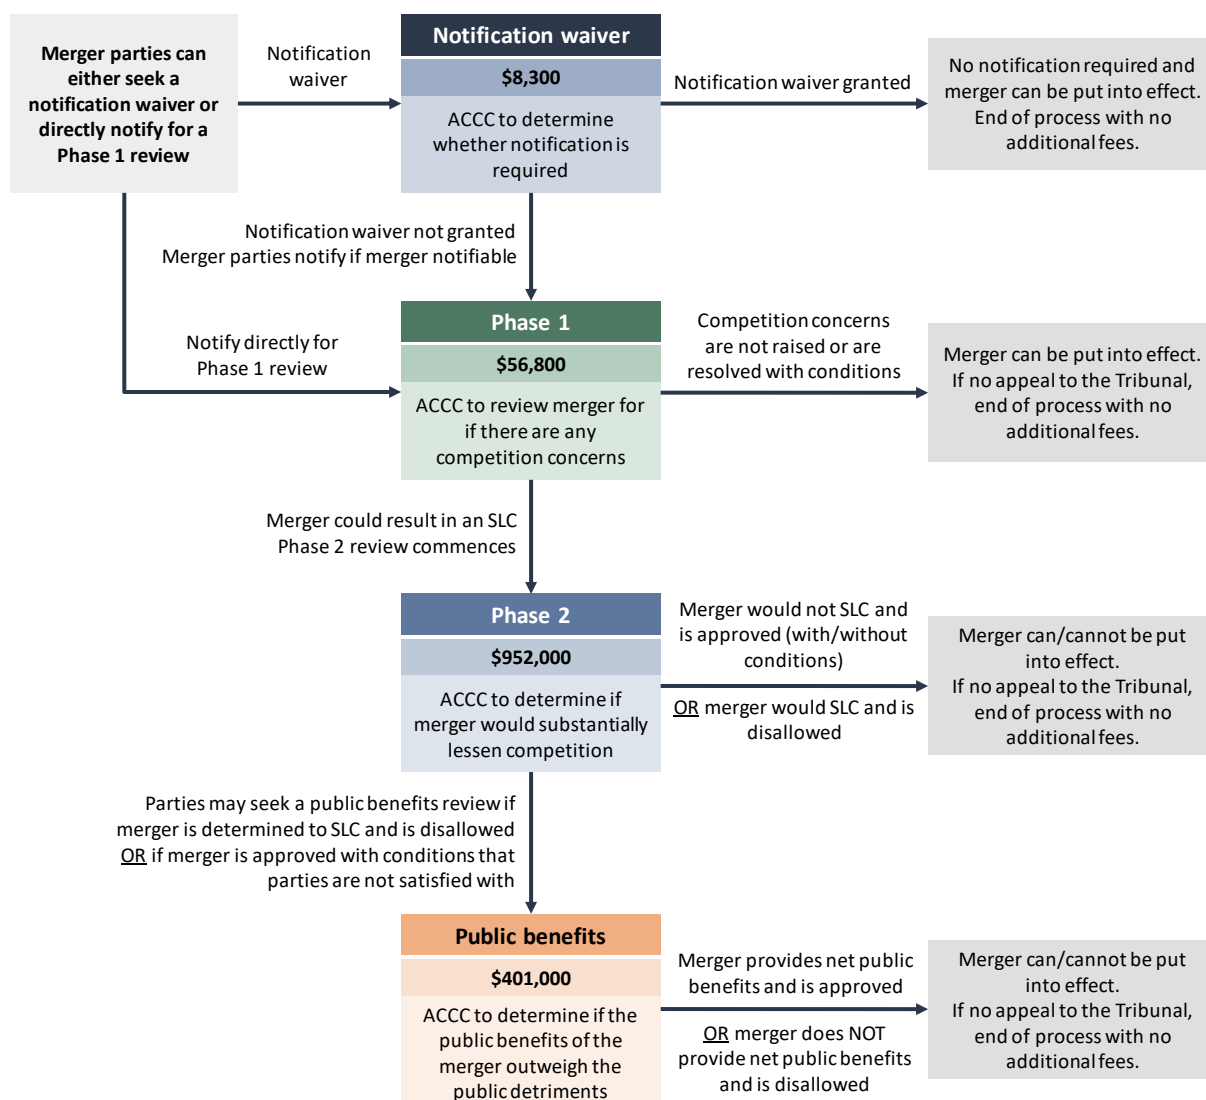 Merger parties can
either seek a
notification waiver or
directly notify for a
Phase 1 review
Notification
waiver
Notification waiver
$8,300
ACCC to determine
whether notification is
required
Notification waiver granted
No notification required and
merger can be put into effect.
End of process with no
additional fees.
Notification waiver not granted
Merger parties notify if merger notifiable
Notify directly for
Phase 1 review
Phase 1
$56,800
ACCC to review merger for
if there are any
competition concerns
Competition concerns
are not raised or are
resolved with conditions
Merger can be put into effect.
If no appeal to the Tribunal,
end of process with no
additional fees.
Merger could result in an SLC
Phase 2 review commences
Phase 2
$952,000
ACCC to determine if
merger would substantially
lessen competition
Merger would not SLC and
is approved (with/without
conditions)
OR merger would SLC and is
disallowed
Merger can/cannot be put
into effect.
If no appeal to the Tribunal,
end of process with no
additional fees.
Parties may seek a public benefits review if
merger is determined to SLC and is disallowed
OR if merger is approved with conditions that
parties are not satisfied with
Public benefits
$401,000
ACCC to determine if the
public benefits of the
merger outweigh the
public detriments
Merger provides net public
benefits and is approved
OR merger does NOT
provide net public benefits
and is disallowed
Merger can/cannot be put
into effect.
If no appeal to the Tribunal,
end of process with no
additional fees.